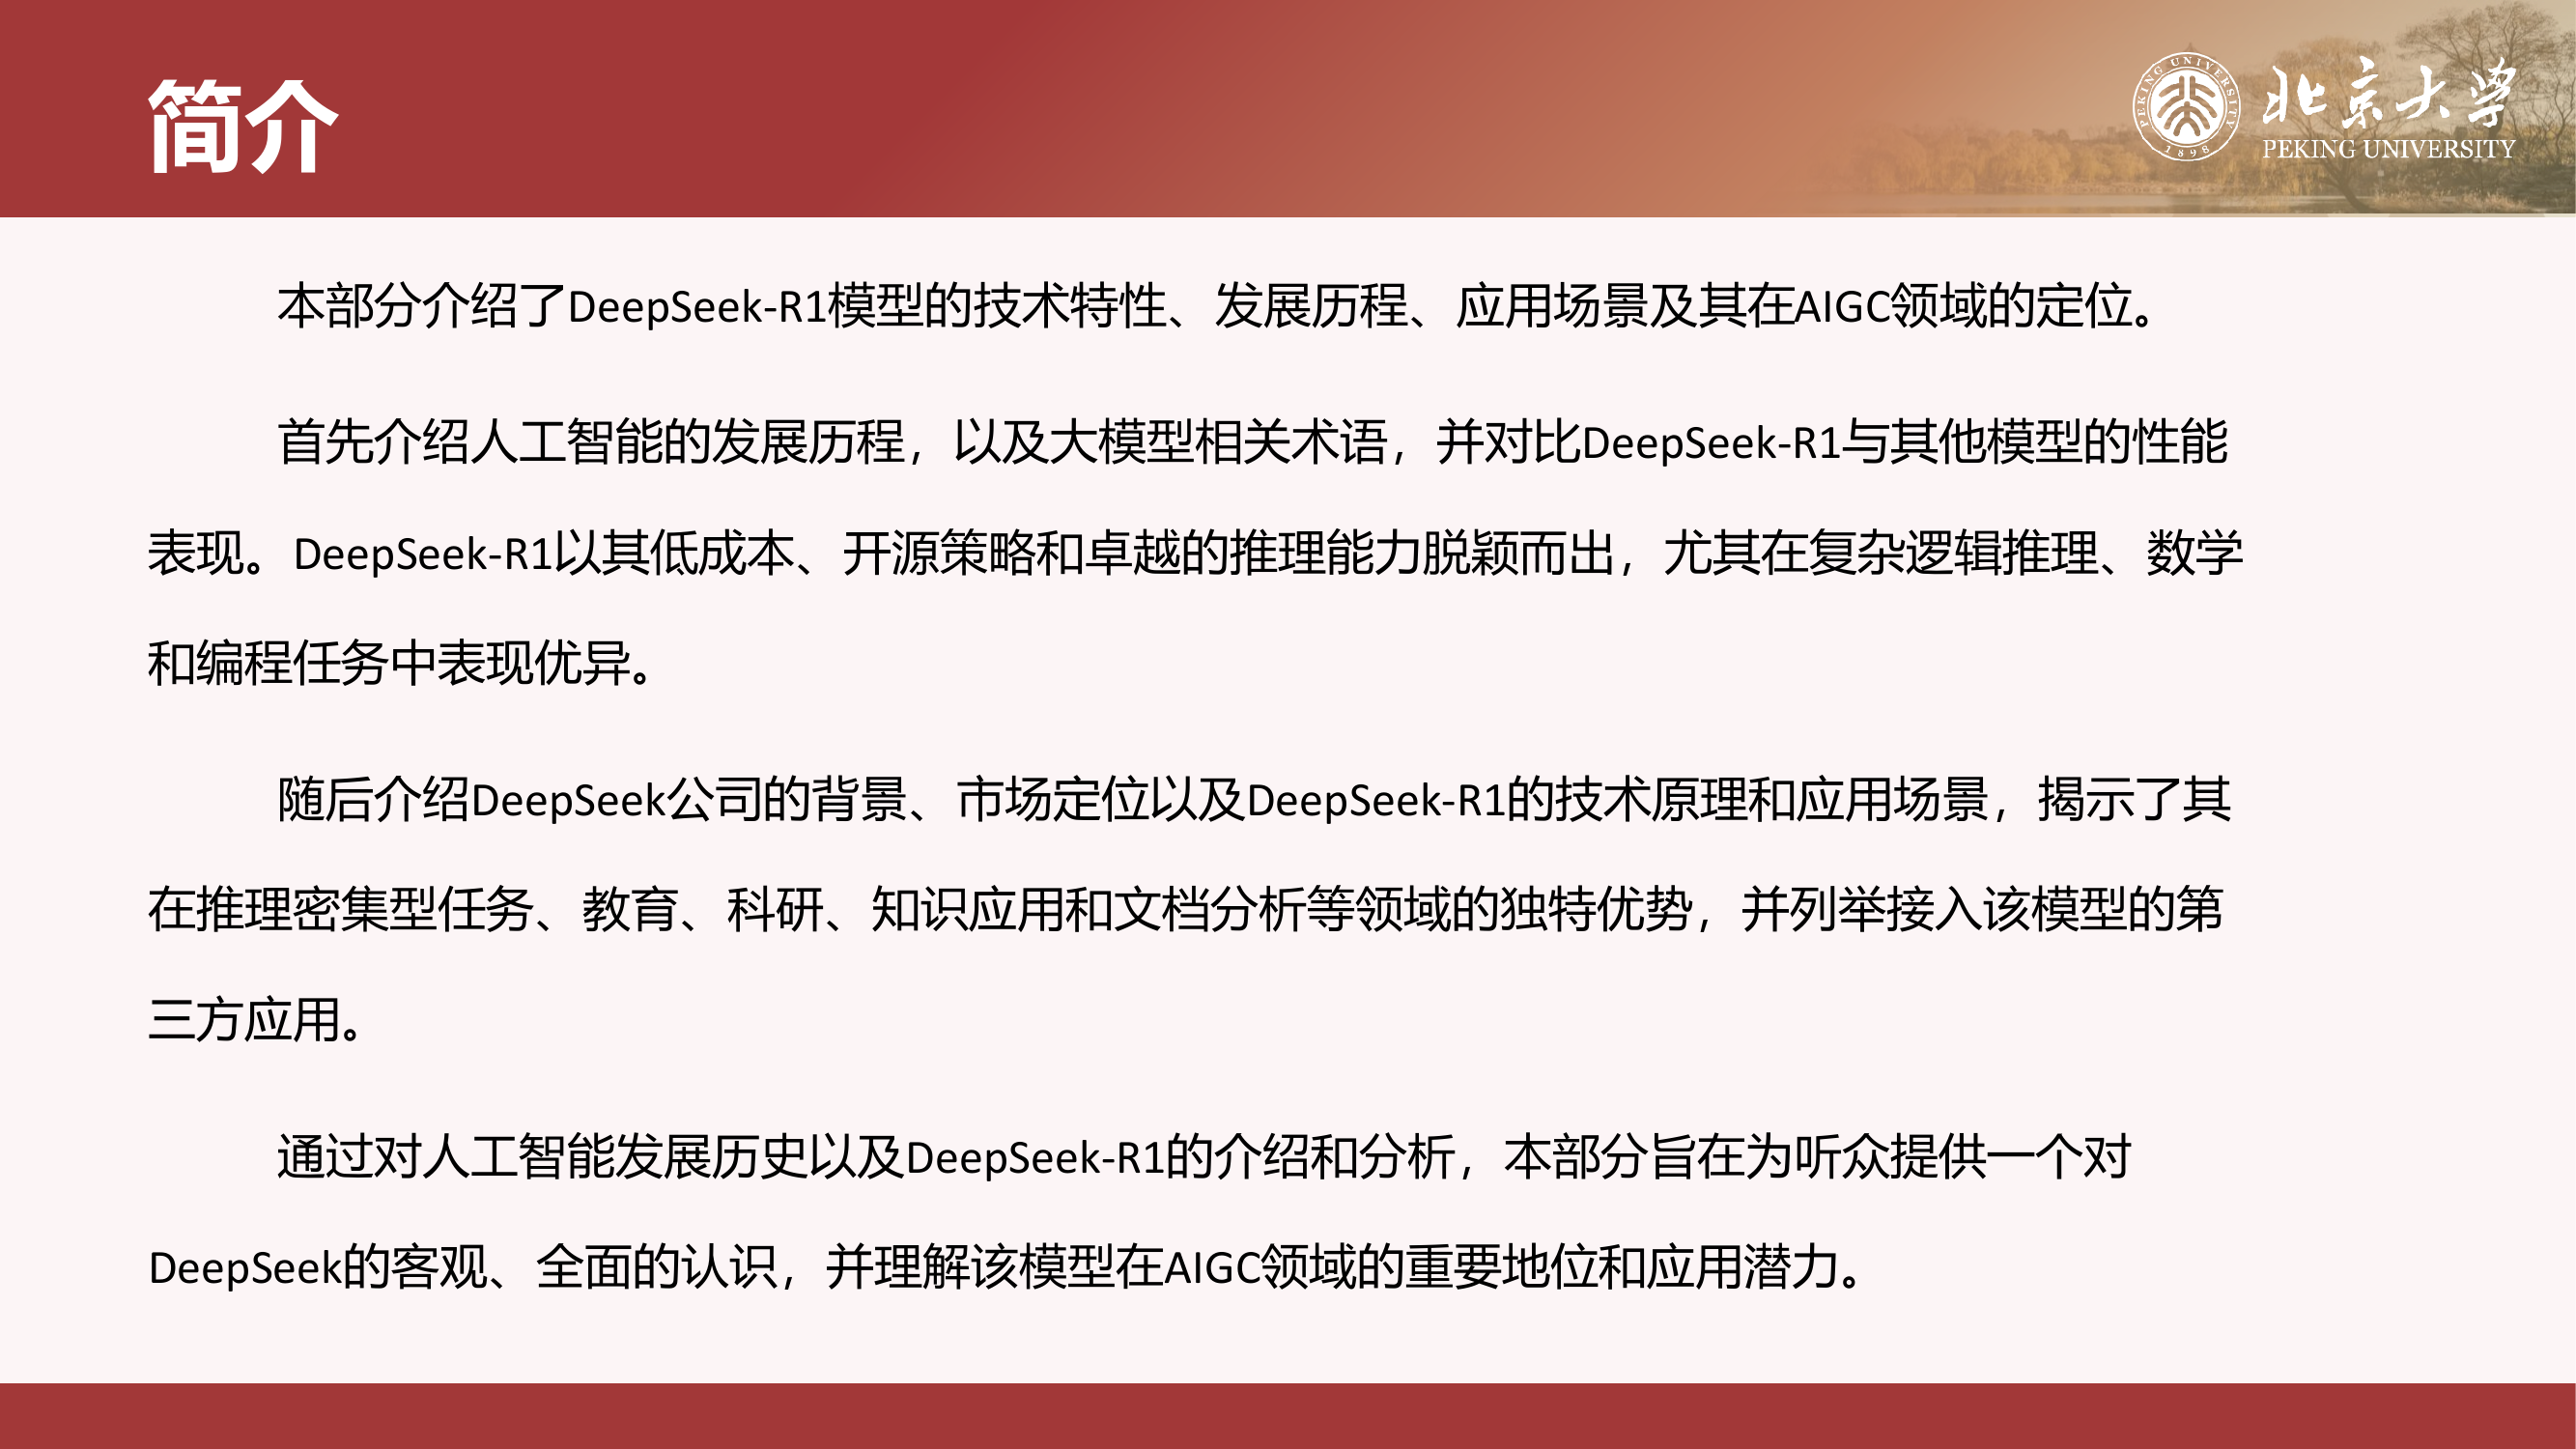 简介
PEKING UNIVERSITY
1898
北京大学
PEKING UNIVERSITY
本部分介绍了DeepSeek-R1模型的技术特性、发展历程、应用场景及其在AIGC领域的定位。
首先介绍人工智能的发展历程，以及大模型相关术语，并对比DeepSeek-R1与其他模型的性能
表现。DeepSeek-R1以其低成本、开源策略和卓越的推理能力脱颖而出，尤其在复杂逻辑推理、数学
和编程任务中表现优异。
随后介绍DeepSeek公司的背景、市场定位以及DeepSeek-R1的技术原理和应用场景，揭示了其
在推理密集型任务、教育、科研、知识应用和文档分析等领域的独特优势，并列举接入该模型的第
三方应用。
通过对人工智能发展历史以及DeepSeek-R1的介绍和分析，本部分旨在为听众提供一个对
DeepSeek的客观、全面的认识，并理解该模型在AIGC领域的重要地位和应用潜力。